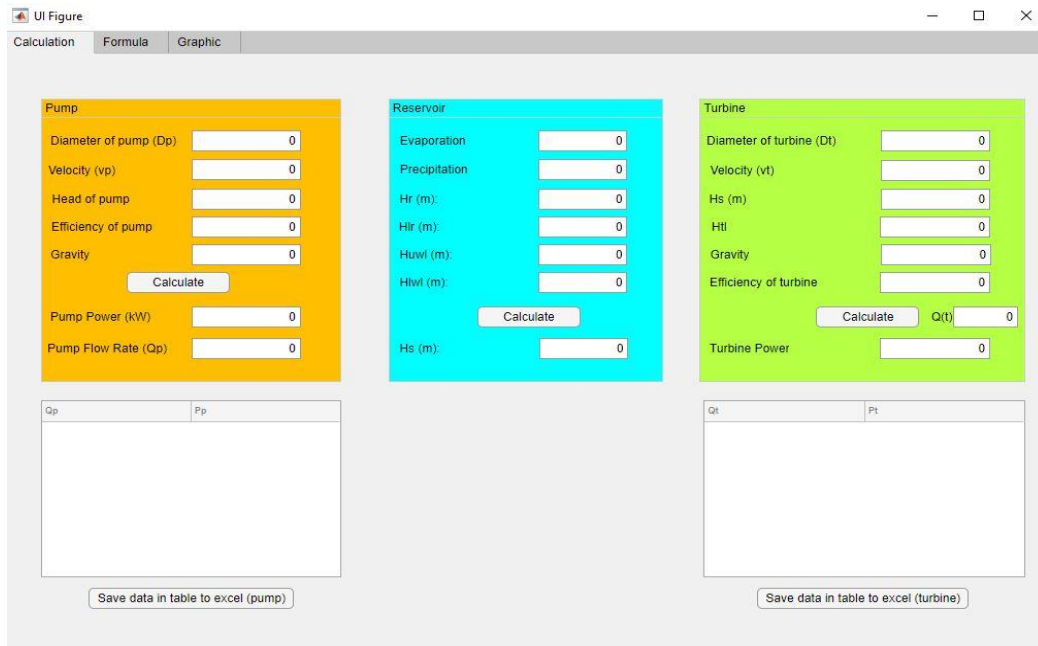 UI Figure
Calculation Formula Graphic
Pump
Diameter of pump (Dp) 0
Velocity (vp) 0
Head of pump 0
Efficiency of pump 0
Gravity 0
Calculate
Pump Power (kW) 0
Pump Flow Rate (Qp) 0
Reservoir
Evaporation 0
Precipitation 0
Hr (m): 0
Hlr (m): 0
Huwl (m): 0
Hlwl (m): 0
Calculate
Hs (m): 0
Turbine
Diameter of turbine (Dt) 0
Velocity (vt) 0
Hs (m) 0
Htl 0
Gravity 0
Efficiency of turbine 0
Calculate Q(t) 0
Turbine Power 0
Qp Pp
Save data in table to excel (pump)
Qt Pt
Save data in table to excel (turbine)